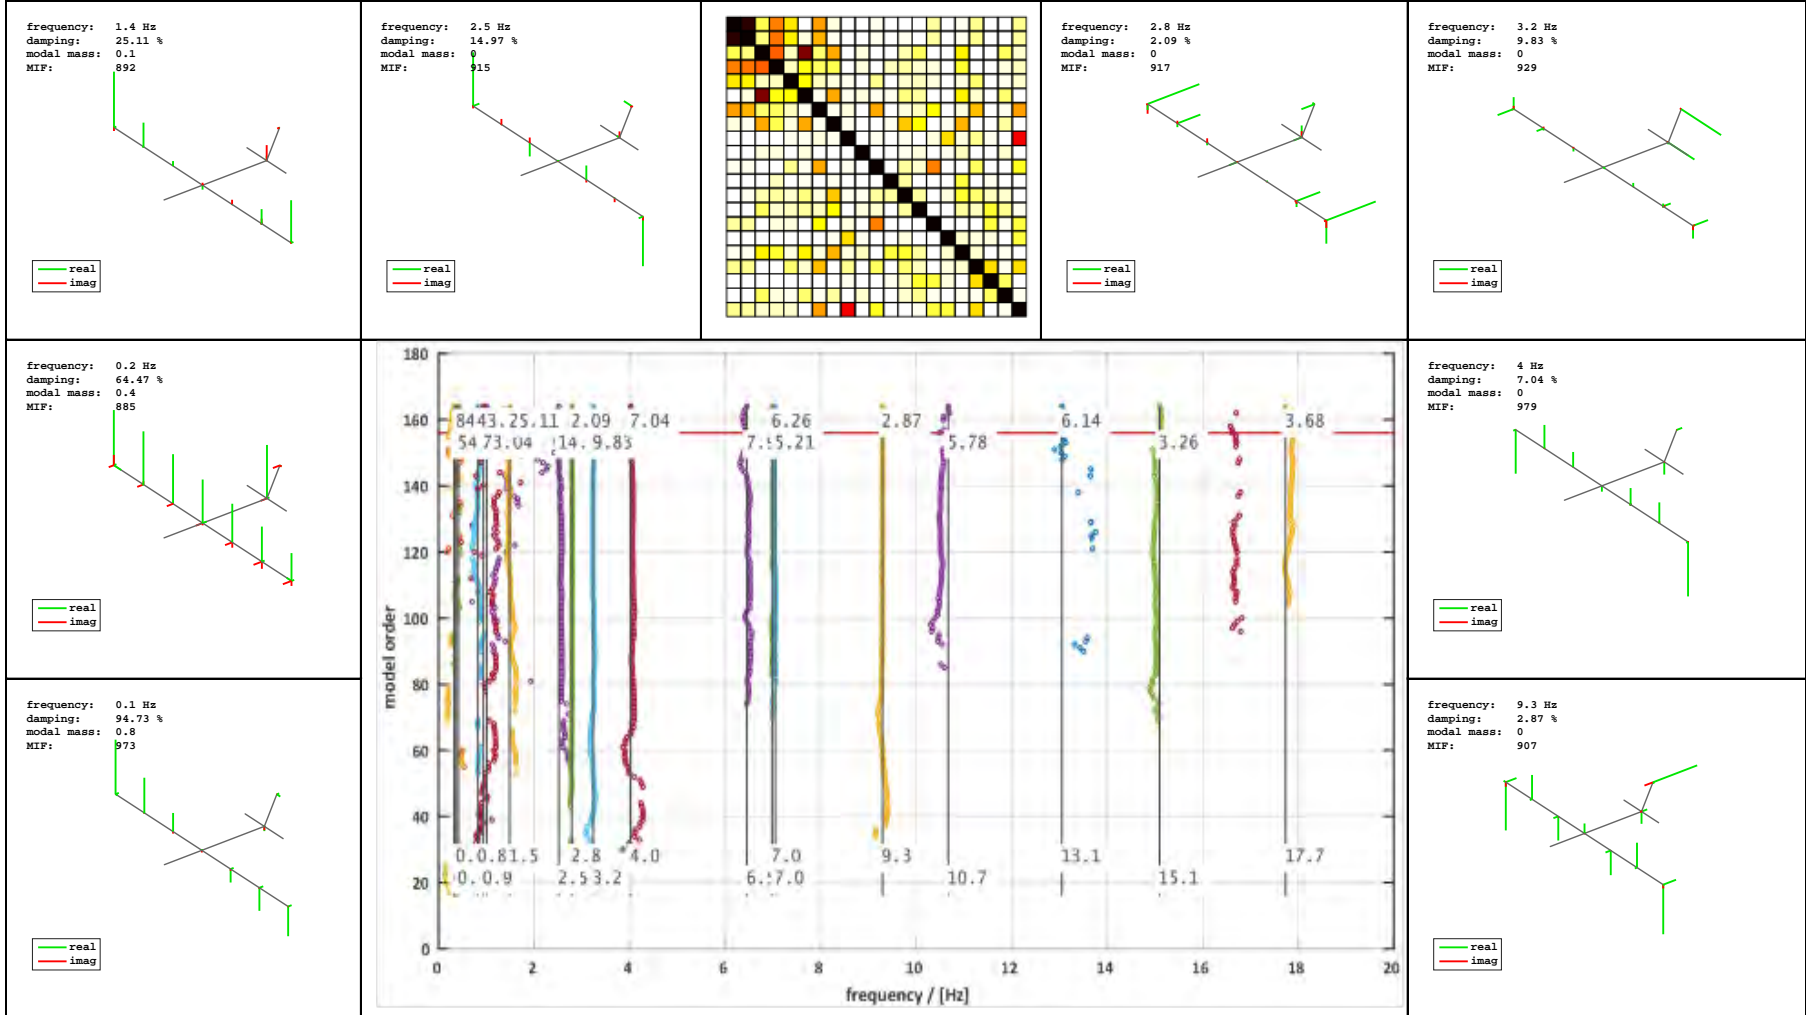 frequency: 1.4 Hz
damping: 25.11 %
modal mass: 0.1
MIF: 892
real
imag
frequency: 2.5 Hz
damping: 14.97 %
modal mass: 0
MIF: 915
real
imag
frequency: 2.8 Hz
damping: 2.09 %
modal mass: 0
MIF: 917
real
imag
frequency: 3.2 Hz
damping: 9.83 %
modal mass: 0
MIF: 929
real
imag
frequency: 0.2 Hz
damping: 64.47 %
modal mass: 0.4
MIF: 885
real
imag
frequency: 4 Hz
damping: 7.04 %
modal mass: 0
MIF: 979
real
imag
frequency: 0.1 Hz
damping: 94.73 %
modal mass: 0.8
MIF: 973
real
imag
frequency: 9.3 Hz
damping: 2.87 %
modal mass: 0
MIF: 907
real
imag
180
160
140
120
100
80
60
40
20
0
model order
2.09 7.04 6.26 2.87 6.14 3.68
9.83 5.21 5.78 3.26
2.8 4.0 7.0 9.3 13.1 17.7
2.5 3.2 7.0 10.7 15.1
0 2 4 6 8 10 12 14 16 18 20
frequency / [Hz]